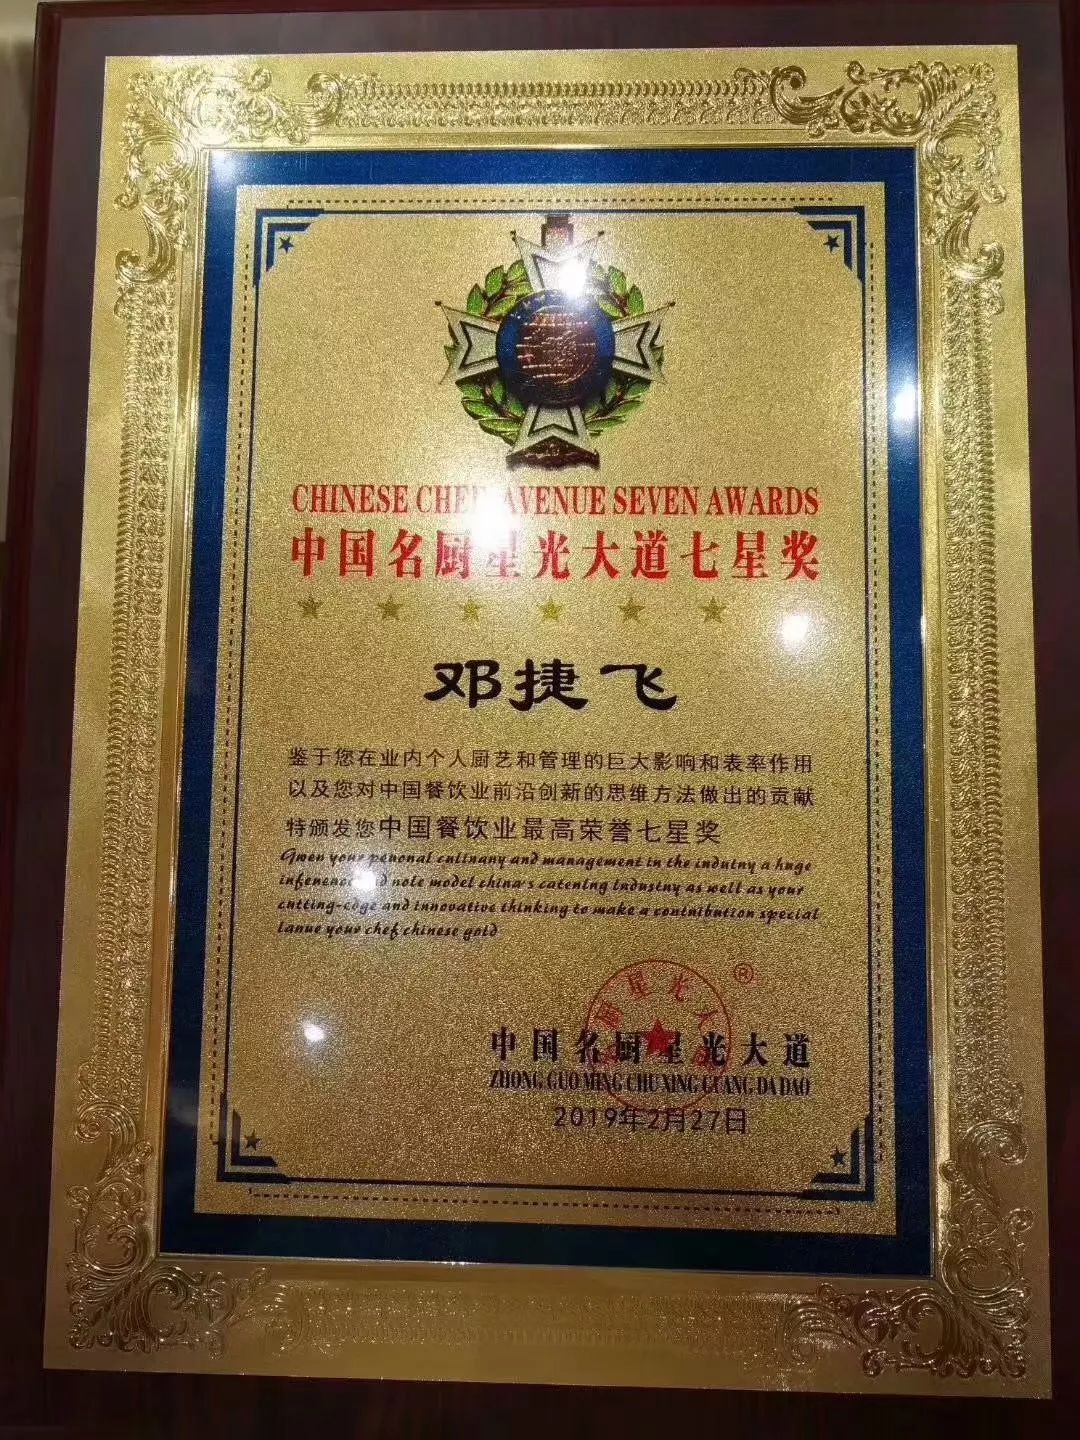 CHINESE CHEF AVENUE SEVEN AWARDS
中国名厨星光大道七星奖
邓捷飞
鉴于您在业内个人厨艺和管理的巨大影响和表率作用
以及您对中国餐饮业前沿创新的思维方法做出的贡献
特颁发您中国餐饮业最高荣誉七星奖
Gwen your penonal culinany and management in the indutny a huge
infenence nole model china's catening industny as well as your
cutting-edge and innovative thinking to make a contnibution special
lanue your chef chinese gold
®
中国名厨星光大道
ZHONG GUO MING CHU XING GUANG DA DAO
2019年2月27日